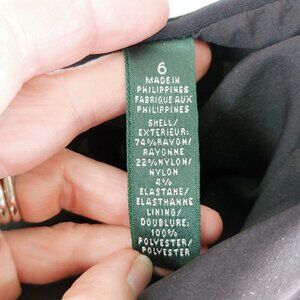 6
MADE IN
PHILIPPINES
FABRIQUE AUX
PHILIPPINES
SHELL/
EXTERIEUR:
74% RAYON/
RAYONNE
22% NYLON/
NYLON
4%
ELASTANE/
ELASTHANNE
LINING/
DOUBLURE:
100%
POLYESTER/
POLYESTER